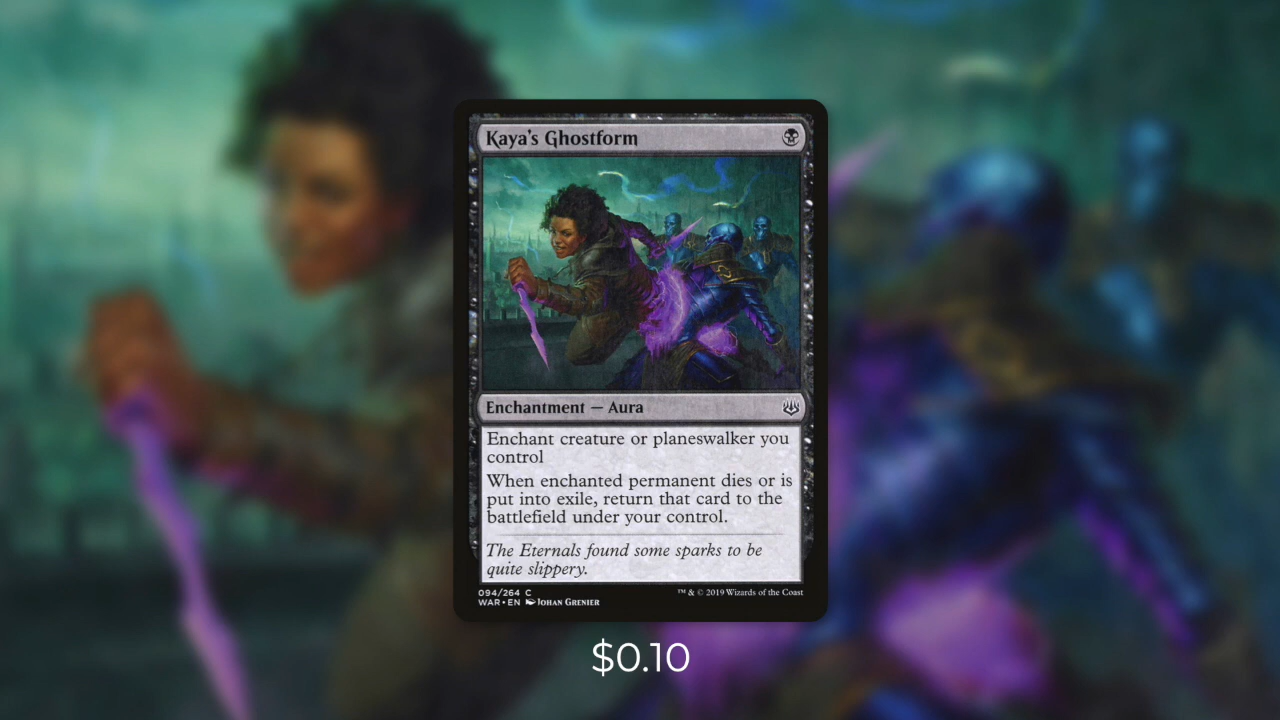 Kaya's Ghostform
Enchantment — Aura
Enchant creature or planeswalker you
control
When enchanted permanent dies or is
put into exile, return that card to the
battlefield under your control.
The Eternals found some sparks to be
quite slippery.
094/264 C
WAR • EN Johan Grenier
™ & © 2019 Wizards of the Coast
$0.10